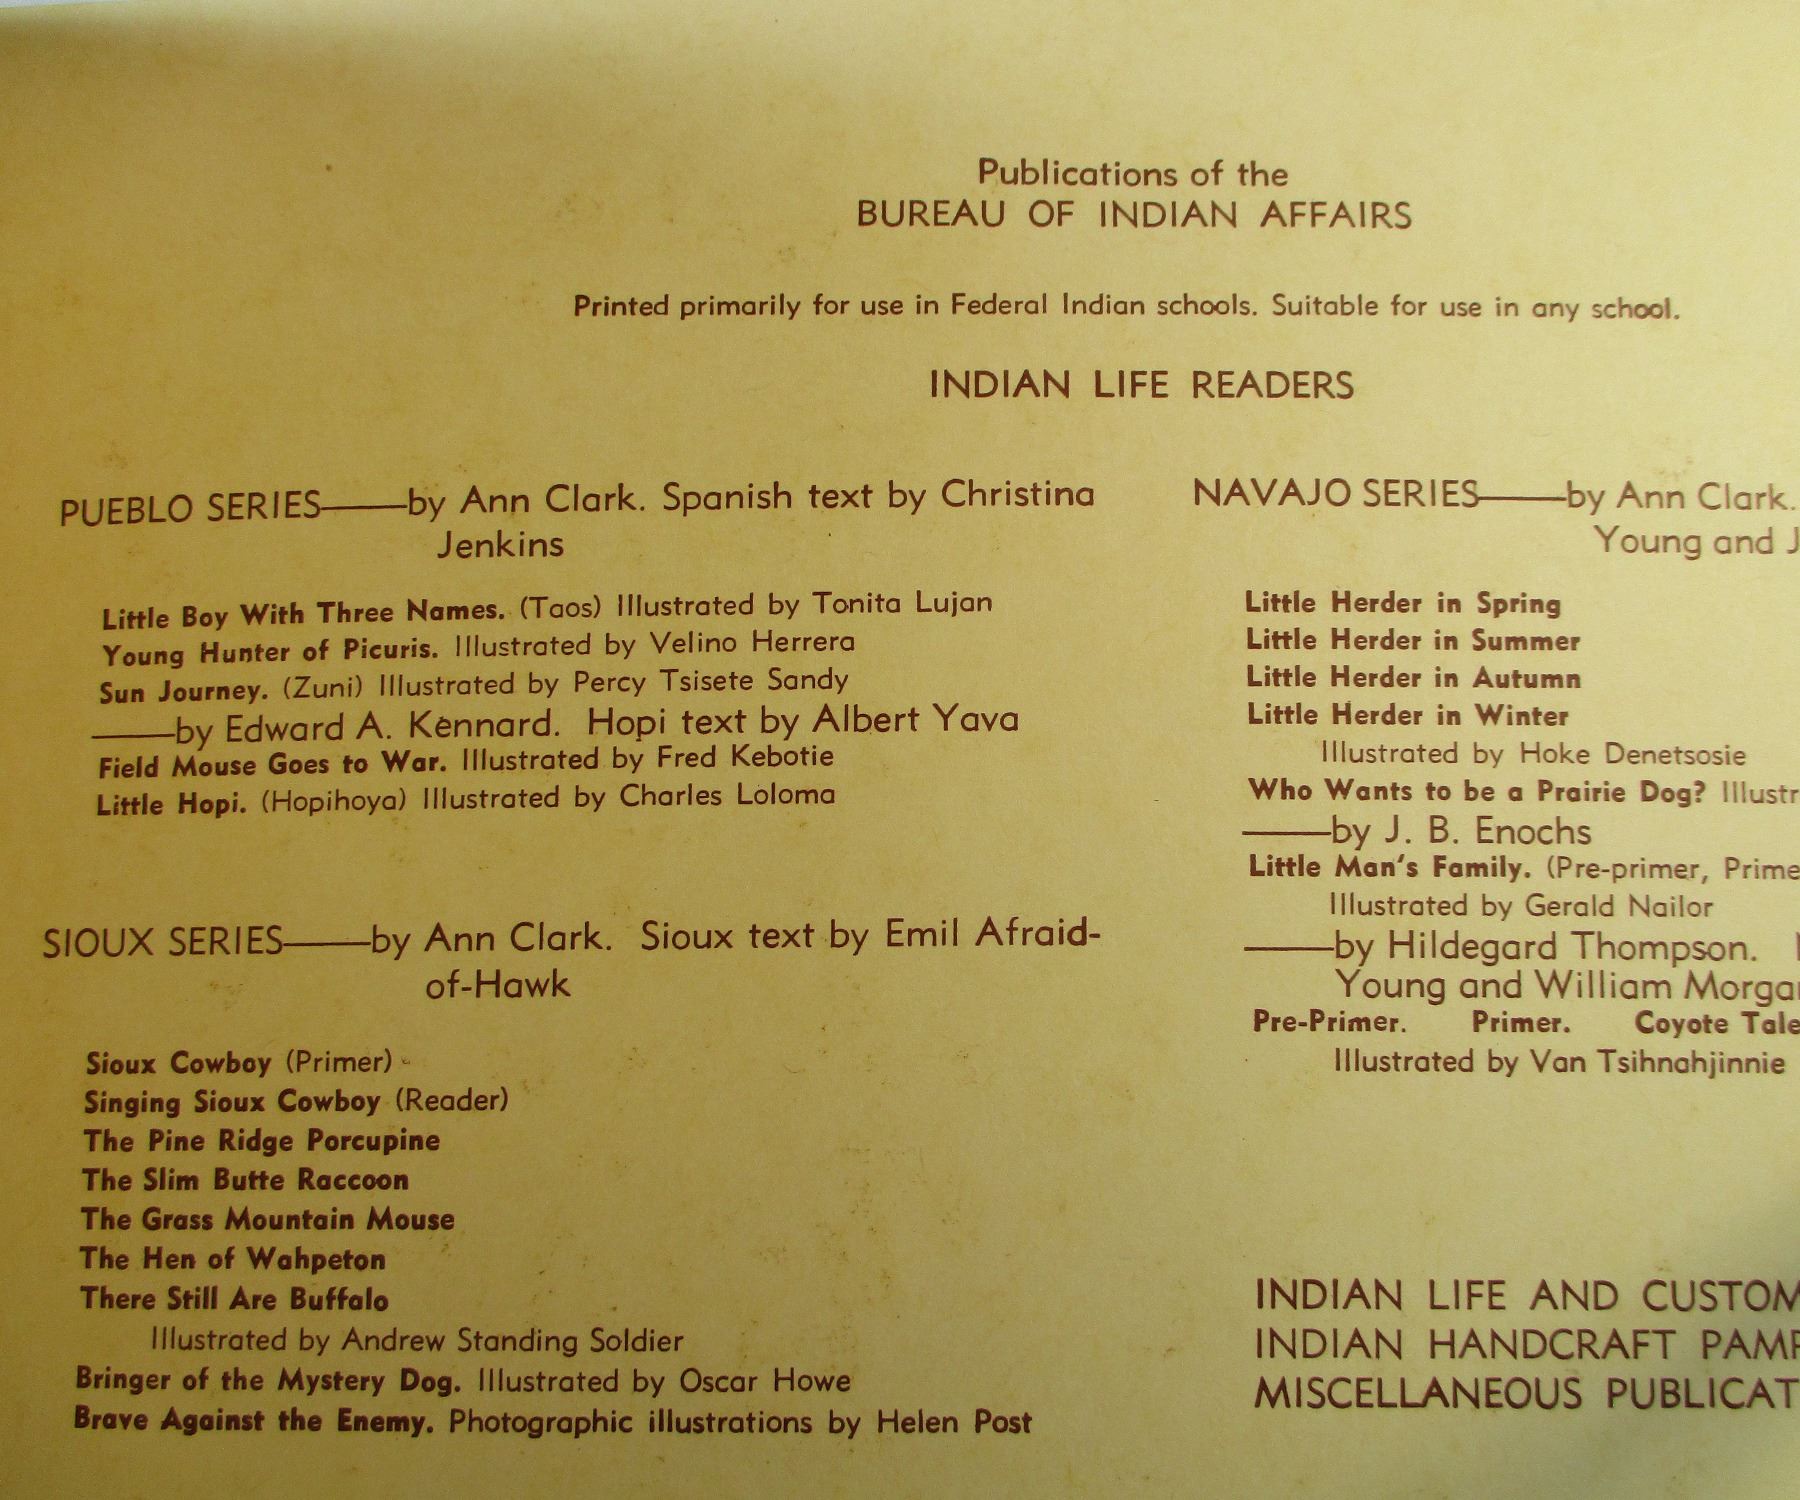 Publications of the
BUREAU OF INDIAN AFFAIRS
Printed primarily for use in Federal Indian schools. Suitable for use in any school.
INDIAN LIFE READERS
PUEBLO SERIES——by Ann Clark. Spanish text by Christina
Jenkins
Little Boy With Three Names. (Taos) Illustrated by Tonita Lujan
Young Hunter of Picuris. Illustrated by Velino Herrera
Sun Journey. (Zuni) Illustrated by Percy Tsisete Sandy
——by Edward A. Kennard. Hopi text by Albert Yava
Field Mouse Goes to War. Illustrated by Fred Kebotie
Little Hopi. (Hopihoya) Illustrated by Charles Loloma
SIOUX SERIES——by Ann Clark. Sioux text by Emil Afraid-
of-Hawk
Sioux Cowboy (Primer)
Singing Sioux Cowboy (Reader)
The Pine Ridge Porcupine
The Slim Butte Raccoon
The Grass Mountain Mouse
The Hen of Wahpeton
There Still Are Buffalo
Illustrated by Andrew Standing Soldier
Bringer of the Mystery Dog. Illustrated by Oscar Howe
Brave Against the Enemy. Photographic illustrations by Helen Post
NAVAJO SERIES——by Ann Clark.
Young and J
Little Herder in Spring
Little Herder in Summer
Little Herder in Autumn
Little Herder in Winter
Illustrated by Hoke Denetsosie
Who Wants to be a Prairie Dog? Illustr
——by J. B. Enochs
Little Man's Family. (Pre-primer, Prime
Illustrated by Gerald Nailor
——by Hildegard Thompson.
Young and William Morga
Pre-Primer. Primer. Coyote Tale
Illustrated by Van Tsihnahjinnie
INDIAN LIFE AND CUSTOM
INDIAN HANDCRAFT PAMP
MISCELLANEOUS PUBLICAT